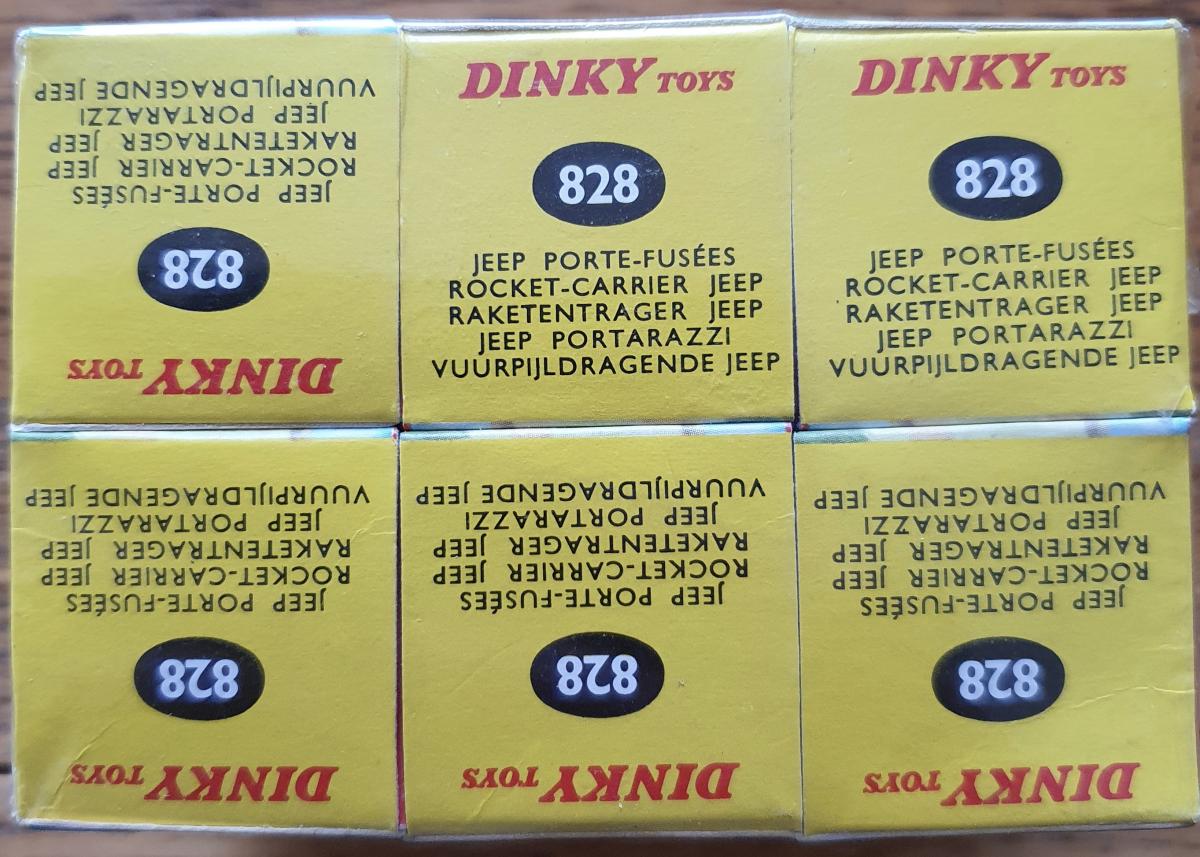 JEEP PORTE-FUSÉES
ROCKET-CARRIER JEEP
RAKETENTRAGER JEEP
JEEP PORTARAZZI
VUURPIJLDRAGENDE JEEP
828
DINKY TOYS
DINKY TOYS
828
JEEP PORTE-FUSÉES
ROCKET-CARRIER JEEP
RAKETENTRAGER JEEP
JEEP PORTARAZZI
VUURPIJLDRAGENDE JEEP
DINKY TOYS
828
JEEP PORTE-FUSÉES
ROCKET-CARRIER JEEP
RAKETENTRAGER JEEP
JEEP PORTARAZZI
VUURPIJLDRAGENDE JEEP
DINKY TOYS
828
JEEP PORTE-FUSÉES
ROCKET-CARRIER JEEP
RAKETENTRAGER JEEP
JEEP PORTARAZZI
VUURPIJLDRAGENDE JEEP
DINKY TOYS
828
JEEP PORTE-FUSÉES
ROCKET-CARRIER JEEP
RAKETENTRAGER JEEP
JEEP PORTARAZZI
VUURPIJLDRAGENDE JEEP
DINKY TOYS
828
JEEP PORTE-FUSÉES
ROCKET-CARRIER JEEP
RAKETENTRAGER JEEP
JEEP PORTARAZZI
VUURPIJLDRAGENDE JEEP